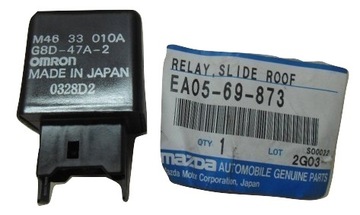 M46 33 010A
G8D-47A-2
OMRON
MADE IN JAPAN
0328D2
RELAY, SLIDE ROOF
EA05-69-873
QTY 1 LOT 2G03
mazda AUTOMOBILE GENUINE PARTS
Mazda Motor Corporation, Japan